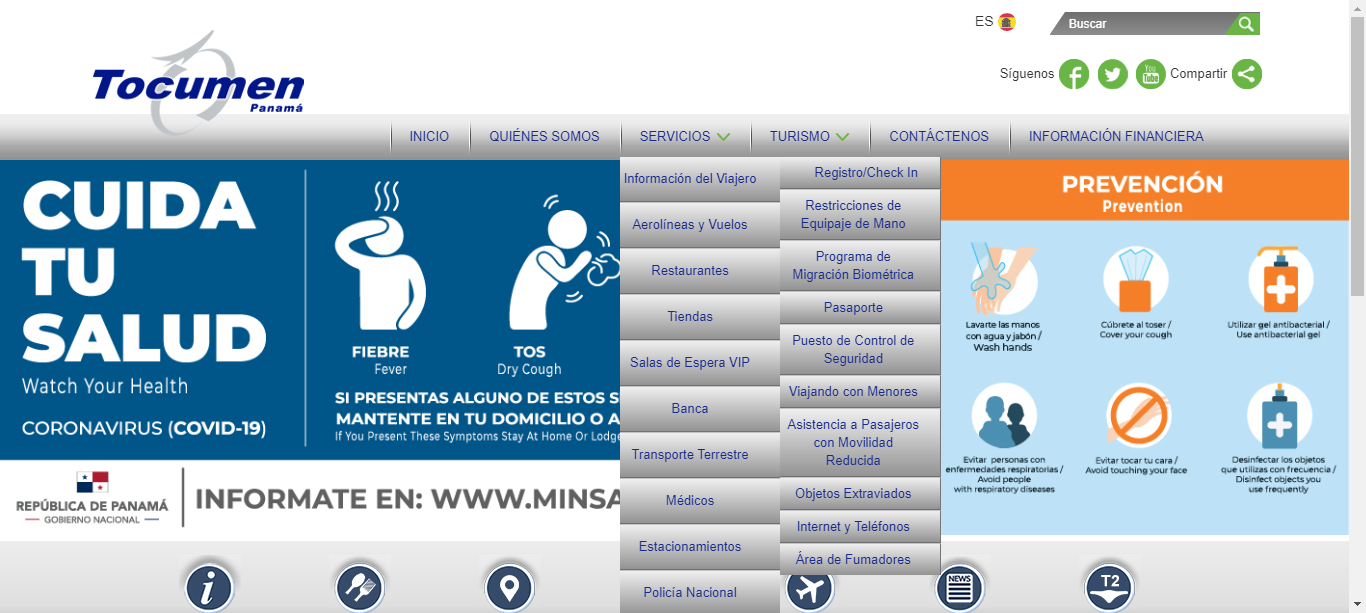 ES
Buscar
Tocumen
Panamá
Síguenos
You
Tube
Compartir
INICIO
QUIÉNES SOMOS
SERVICIOS
TURISMO
CONTÁCTENOS
INFORMACIÓN FINANCIERA
Información del Viajero
Aerolíneas y Vuelos
Restaurantes
Tiendas
Salas de Espera VIP
Banca
Transporte Terrestre
Médicos
Estacionamientos
Policía Nacional
Registro/Check In
Restricciones de
Equipaje de Mano
Programa de
Migración Biométrica
Pasaporte
Puesto de Control de
Seguridad
Viajando con Menores
Asistencia a Pasajeros
con Movilidad
Reducida
Objetos Extraviados
Internet y Teléfonos
Área de Fumadores
CUIDA
TU
SALUD
Watch Your Health
CORONAVIRUS (COVID-19)
FIEBRE
Fever
TOS
Dry Cough
SI PRESENTAS ALGUNO DE ESTOS S
MANTENTE EN TU DOMICILIO O A
If You Present These Symptoms Stay At Home Or Lodge
REPÚBLICA DE PANAMÁ
GOBIERNO NACIONAL
INFORMATE EN: WWW.MINSA
PREVENCIÓN
Prevention
Lavarte las manos
con agua y jabón /
Wash hands
Cúbrete al toser /
Cover your cough
Utilizar gel antibacterial /
Use antibacterial gel
Evitar personas con
enfermedades respiratorias /
Avoid people
with respiratory diseases
Evitar tocar tu cara /
Avoid touching your face
Desinfectar los objetos
que utilizas con frecuencia /
Disinfect objects you
use frequently
i
NEWS
T2